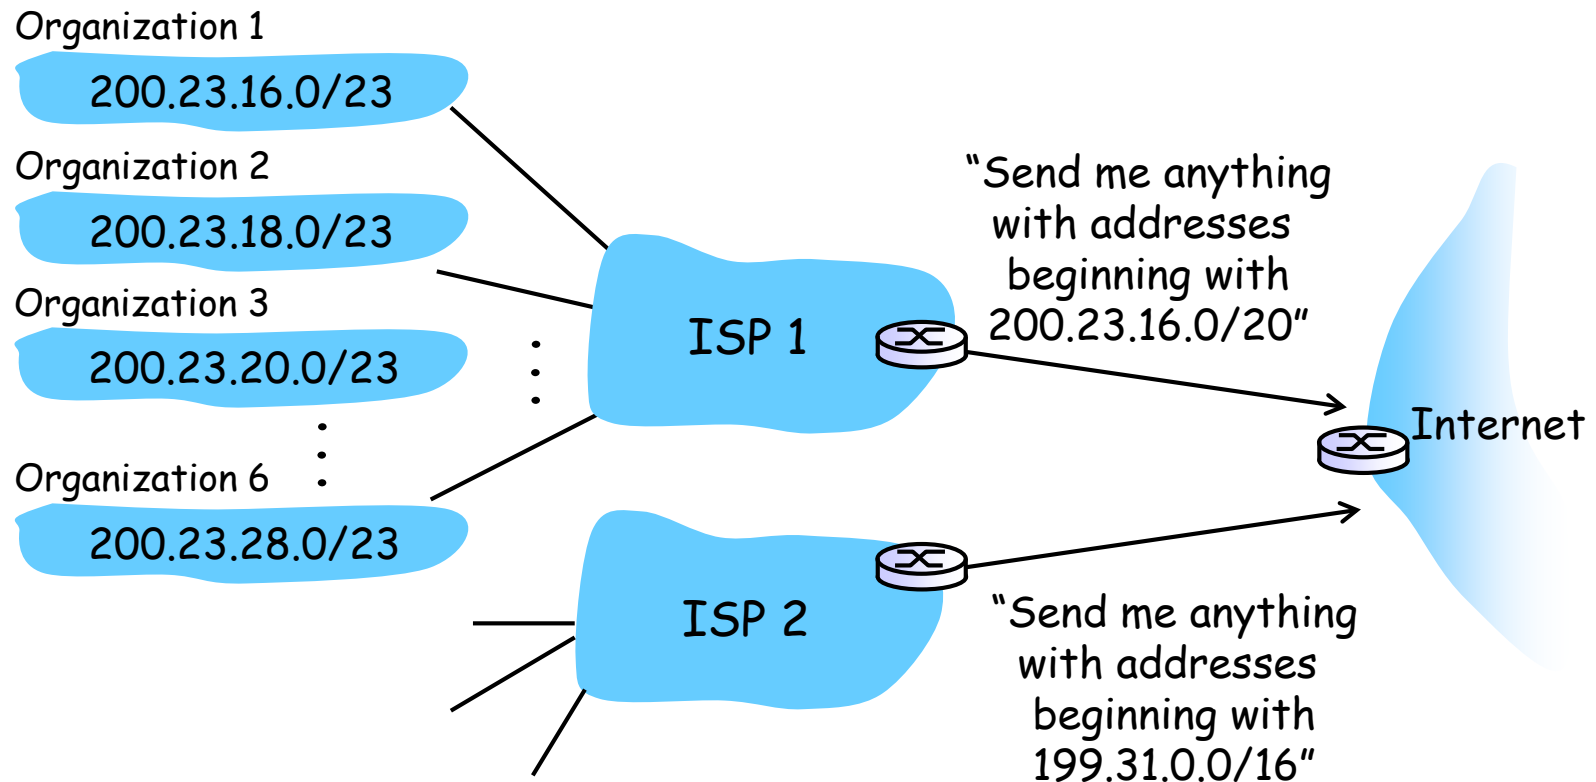 Organization 1
200.23.16.0/23
Organization 2
200.23.18.0/23
Organization 3
200.23.20.0/23
Organization 6
200.23.28.0/23
ISP 1
“Send me anything
with addresses
beginning with
200.23.16.0/20”
Internet
ISP 2
“Send me anything
with addresses
beginning with
199.31.0.0/16”